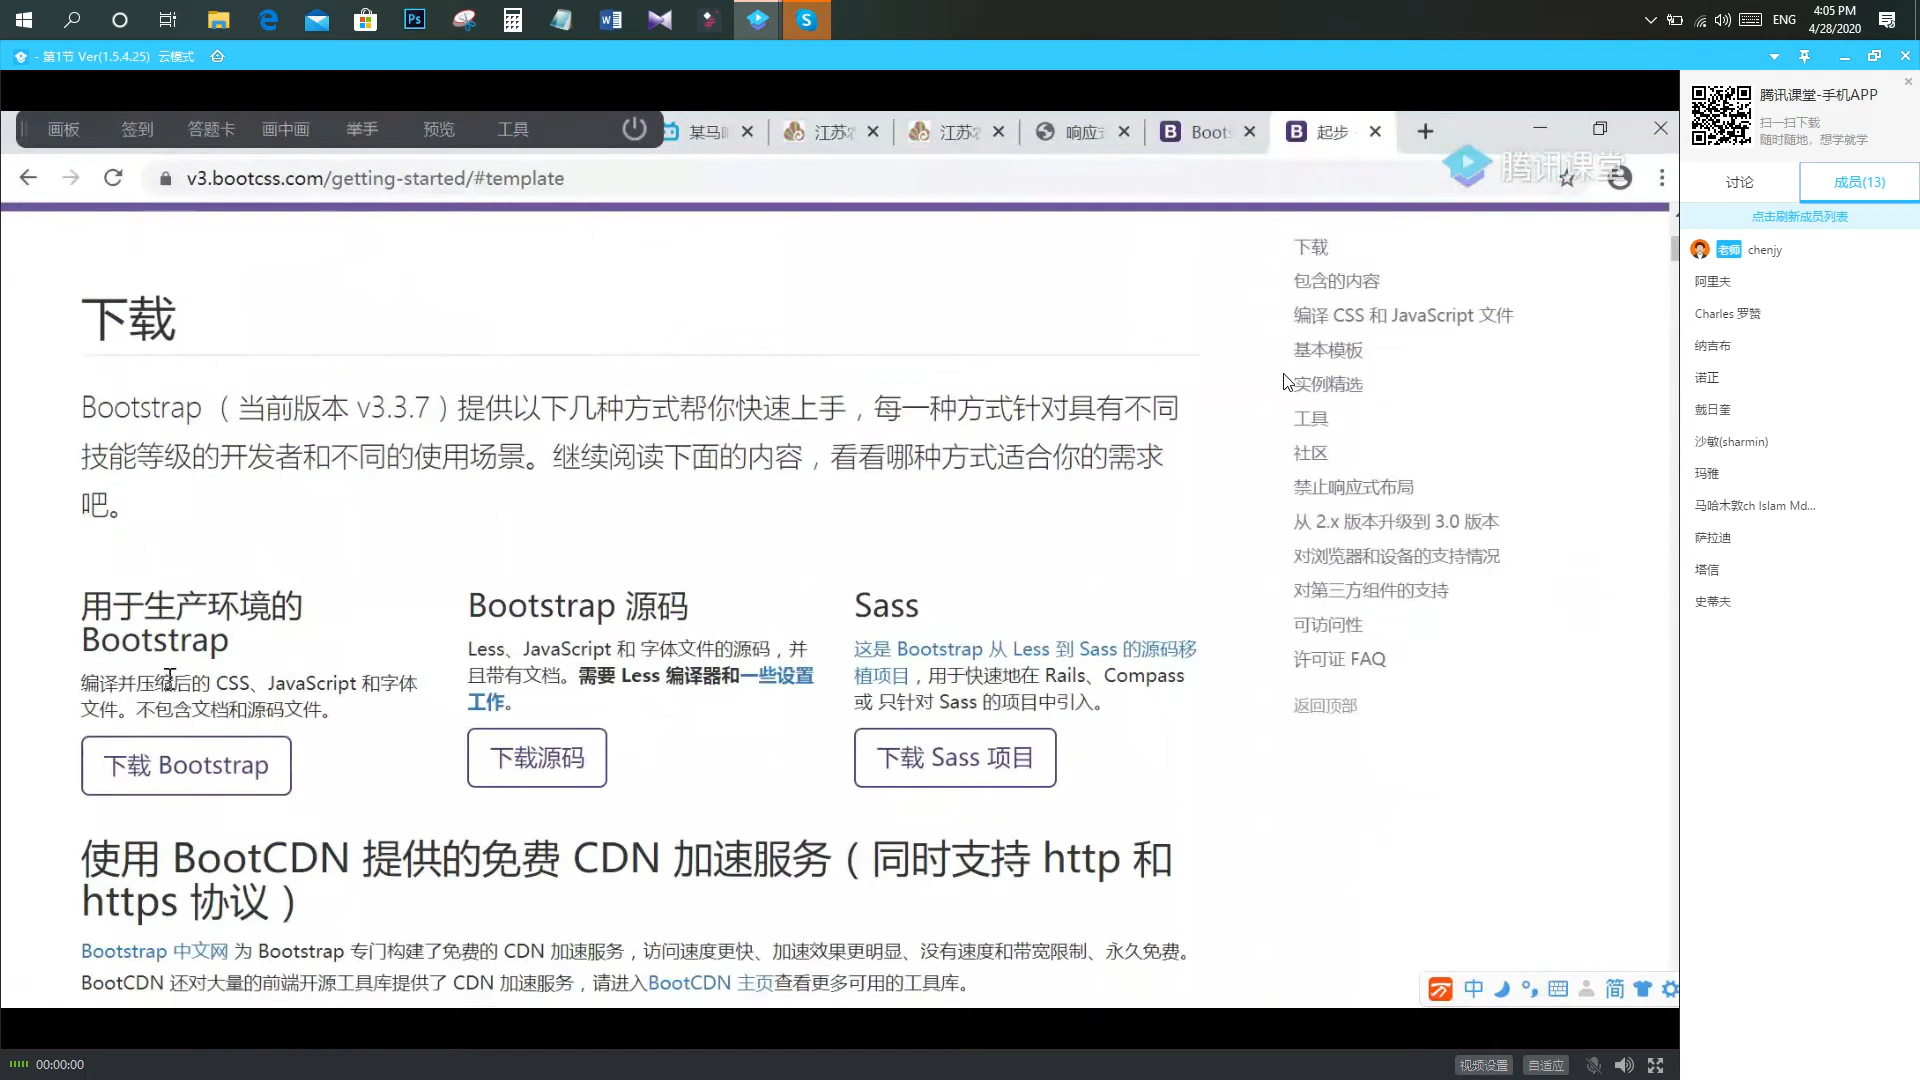 4:05 PM
ENG
4/28/2020
- 第1节 Ver(1.5.4.25) 云模式
画板 签到 答题卡 画中画 举手 预览 工具
江苏
江苏
Boot
起步
v3.bootcss.com/getting-started/#template
腾讯课堂
下载
Bootstrap （当前版本 v3.3.7）提供以下几种方式帮你快速上手，每一种方式针对具有不同
技能等级的开发者和不同的使用场景。继续阅读下面的内容，看看哪种方式适合你的需求
吧。
用于生产环境的
Bootstrap
编译并压缩后的 CSS、JavaScript 和字体
文件。不包含文档和源码文件。
下载 Bootstrap
Bootstrap 源码
Less、JavaScript 和 字体文件的源码，并
且带有文档。需要 Less 编译器和一些设置
工作。
下载源码
Sass
这是 Bootstrap 从 Less 到 Sass 的源码移
植项目，用于快速地在 Rails、Compass
或 只针对 Sass 的项目中引入。
下载 Sass 项目
使用 BootCDN 提供的免费 CDN 加速服务（同时支持 http 和
https 协议）
Bootstrap 中文网 为 Bootstrap 专门构建了免费的 CDN 加速服务，访问速度更快、加速效果更明显、没有速度和带宽限制、永久免费。
BootCDN 还对大量的前端开源工具库提供了 CDN 加速服务，请进入BootCDN 主页查看更多可用的工具库。
下载
包含的内容
编译 CSS 和 JavaScript 文件
基本模板
实例精选
工具
社区
禁止响应式布局
从 2.x 版本升级到 3.0 版本
对浏览器和设备的支持情况
对第三方组件的支持
可访问性
许可证 FAQ
返回顶部
中
简
00:00:00
视频设置 自适应
腾讯课堂-手机APP
扫一扫下载
随时随地，想学就学
讨论 成员(13)
点击刷新成员列表
老师 chenjy
阿里夫
Charles 罗赞
纳吉布
诺正
戴日奎
沙敏(sharmin)
玛雅
马哈木敦ch Islam Md...
萨拉迪
塔信
史蒂夫